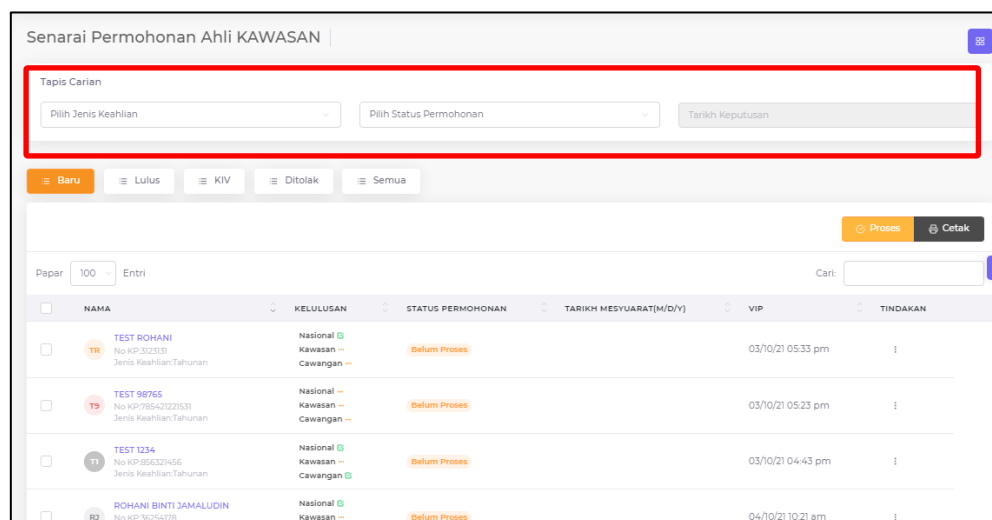 Senarai Permohonan Ahli KAWASAN
Tapis Carian
Pilih Jenis Keahlian Pilih Status Permohonan Tarikh Keputusan
Baru Lulus KIV Ditolak Semua
Proses Cetak
Papar 100 Entri Cari:
NAMA KELULUSAN STATUS PERMOHONAN TARIKH MESYUARAT(M/D/Y) VIP TINDAKAN
TEST ROHANI Nasional
TR No KP:3123131 Kawasan -- Belum Proses 03/10/21 05:33 pm
Jenis Keahlian:Tahunan Cawangan --
TEST 98765 Nasional --
T9 No KP:785421221531 Kawasan -- Belum Proses 03/10/21 05:23 pm
Jenis Keahlian:Tahunan Cawangan --
TEST 1234 Nasional
T1 No KP:856321456 Kawasan -- Belum Proses 03/10/21 04:43 pm
Jenis Keahlian:Tahunan Cawangan
ROHANI BINTI JAMALUDIN Nasional
RJ No KP:36254178 Kawasan -- Belum Proses 04/10/21 10:21 am